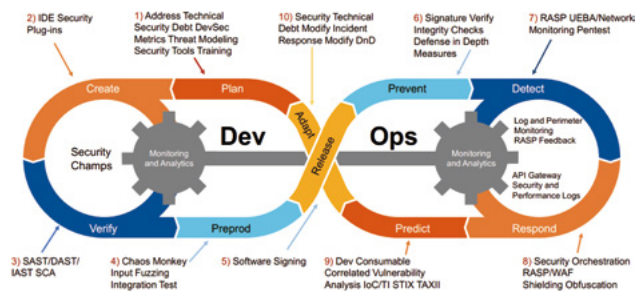 1) Address Technical
Security Debt DevSec
Metrics Threat Modeling
Security Tools Training
2) IDE Security
Plug-ins
10) Security Technical
Debt Modify Incident
Response Modify DnD
6) Signature Verify
Integrity Checks
Defense in Depth
Measures
7) RASP UEBA/Network
Monitoring Pentest
Create
Plan
Adapt
Release
Prevent
Detect
Security
Champs
Monitoring
and Analytics
Dev
Ops
Monitoring
and Analytics
Log and Perimeter
Monitoring
RASP Feedback
API Gateway
Security and
Performance Logs
Verify
Preprod
Predict
Respond
3) SAST/DAST/
IAST SCA
4) Chaos Monkey
Input Fuzzing
Integration Test
5) Software Signing
9) Dev Consumable
Correlated Vulnerability
Analysis IoC/TI STIX TAXII
8) Security Orchestration
RASP/WAF
Shielding Obfuscation